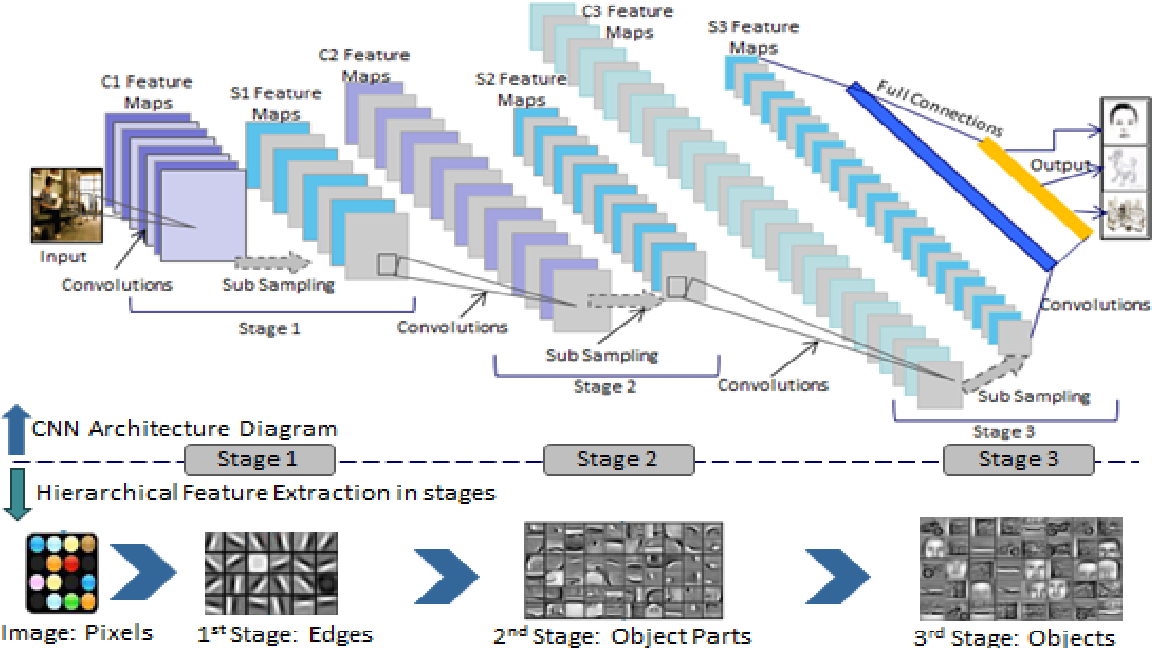 C1 Feature
Maps
S1 Feature
Maps
C2 Feature
Maps
S2 Feature
Maps
C3 Feature
Maps
S3 Feature
Maps
Full Connections
Output
Input
Convolutions
Sub Sampling
Stage 1
Convolutions
Sub Sampling
Stage 2
Convolutions
Sub Sampling
Convolutions
Stage 3
CNN Architecture Diagram
Stage 1
Stage 2
Stage 3
Hierarchical Feature Extraction in stages
Image: Pixels
1st Stage: Edges
2nd Stage: Object Parts
3rd Stage: Objects